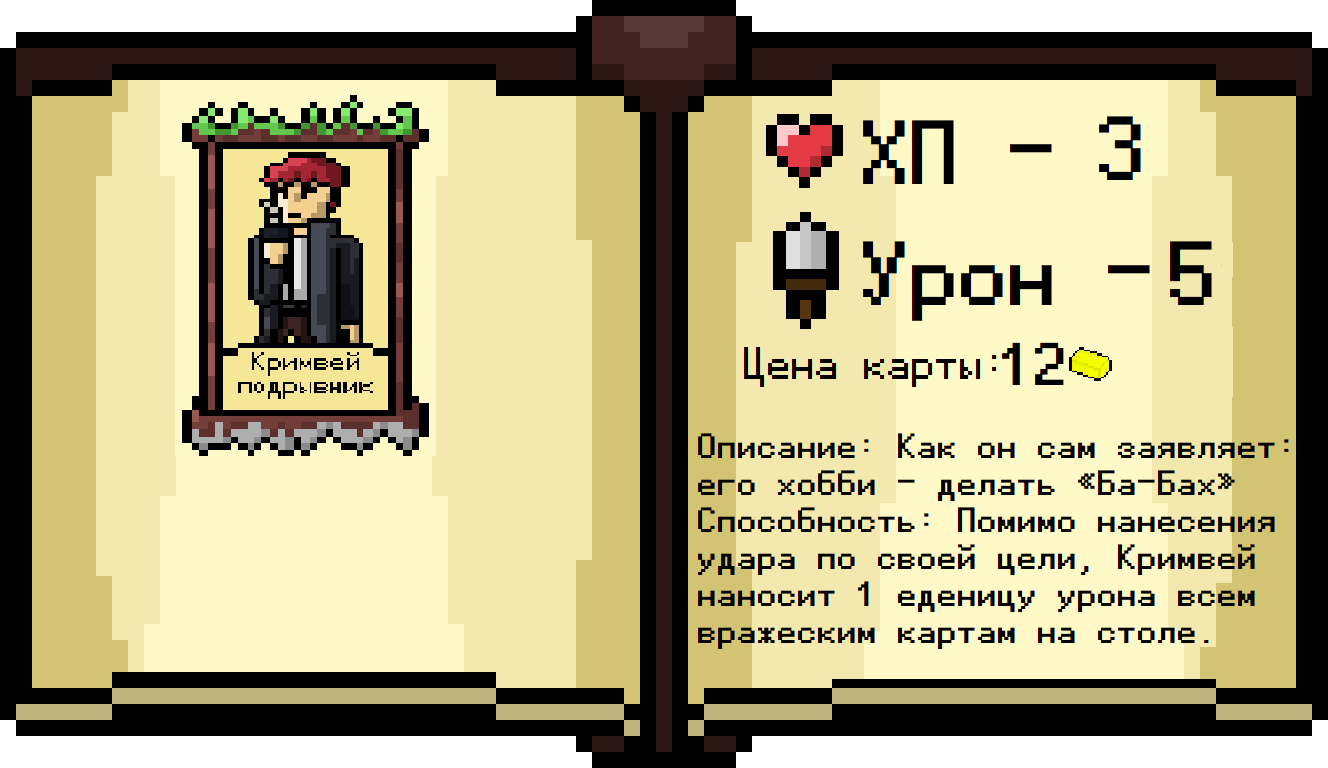 Кримвей
подрывник
ХП - 3
Урон -5
Цена карты:12
Описание: Как он сам заявляет:
его хобби - делать «Ба-Бах»
Способность: Помимо нанесения
удара по своей цели, Кримвей
наносит 1 еденицу урона всем
вражеским картам на столе.